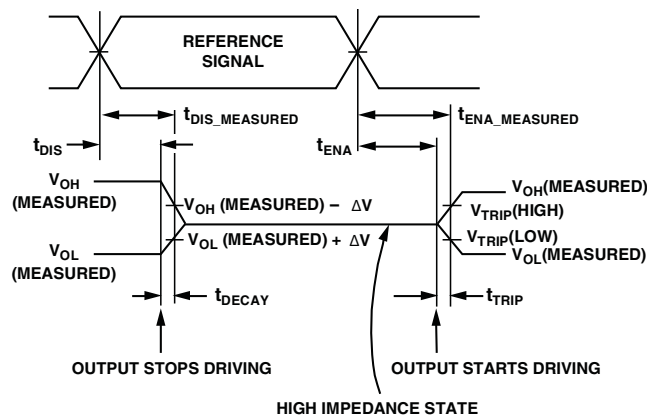 REFERENCE
SIGNAL
tDIS_MEASURED
tENA_MEASURED
tDIS
tENA
VOH
(MEASURED)
VOH (MEASURED) – ΔV
VOH(MEASURED)
VTRIP(HIGH)
VOL
(MEASURED)
VOL (MEASURED) + ΔV
VTRIP(LOW)
VOL(MEASURED)
tDECAY
tTRIP
OUTPUT STOPS DRIVING
OUTPUT STARTS DRIVING
HIGH IMPEDANCE STATE